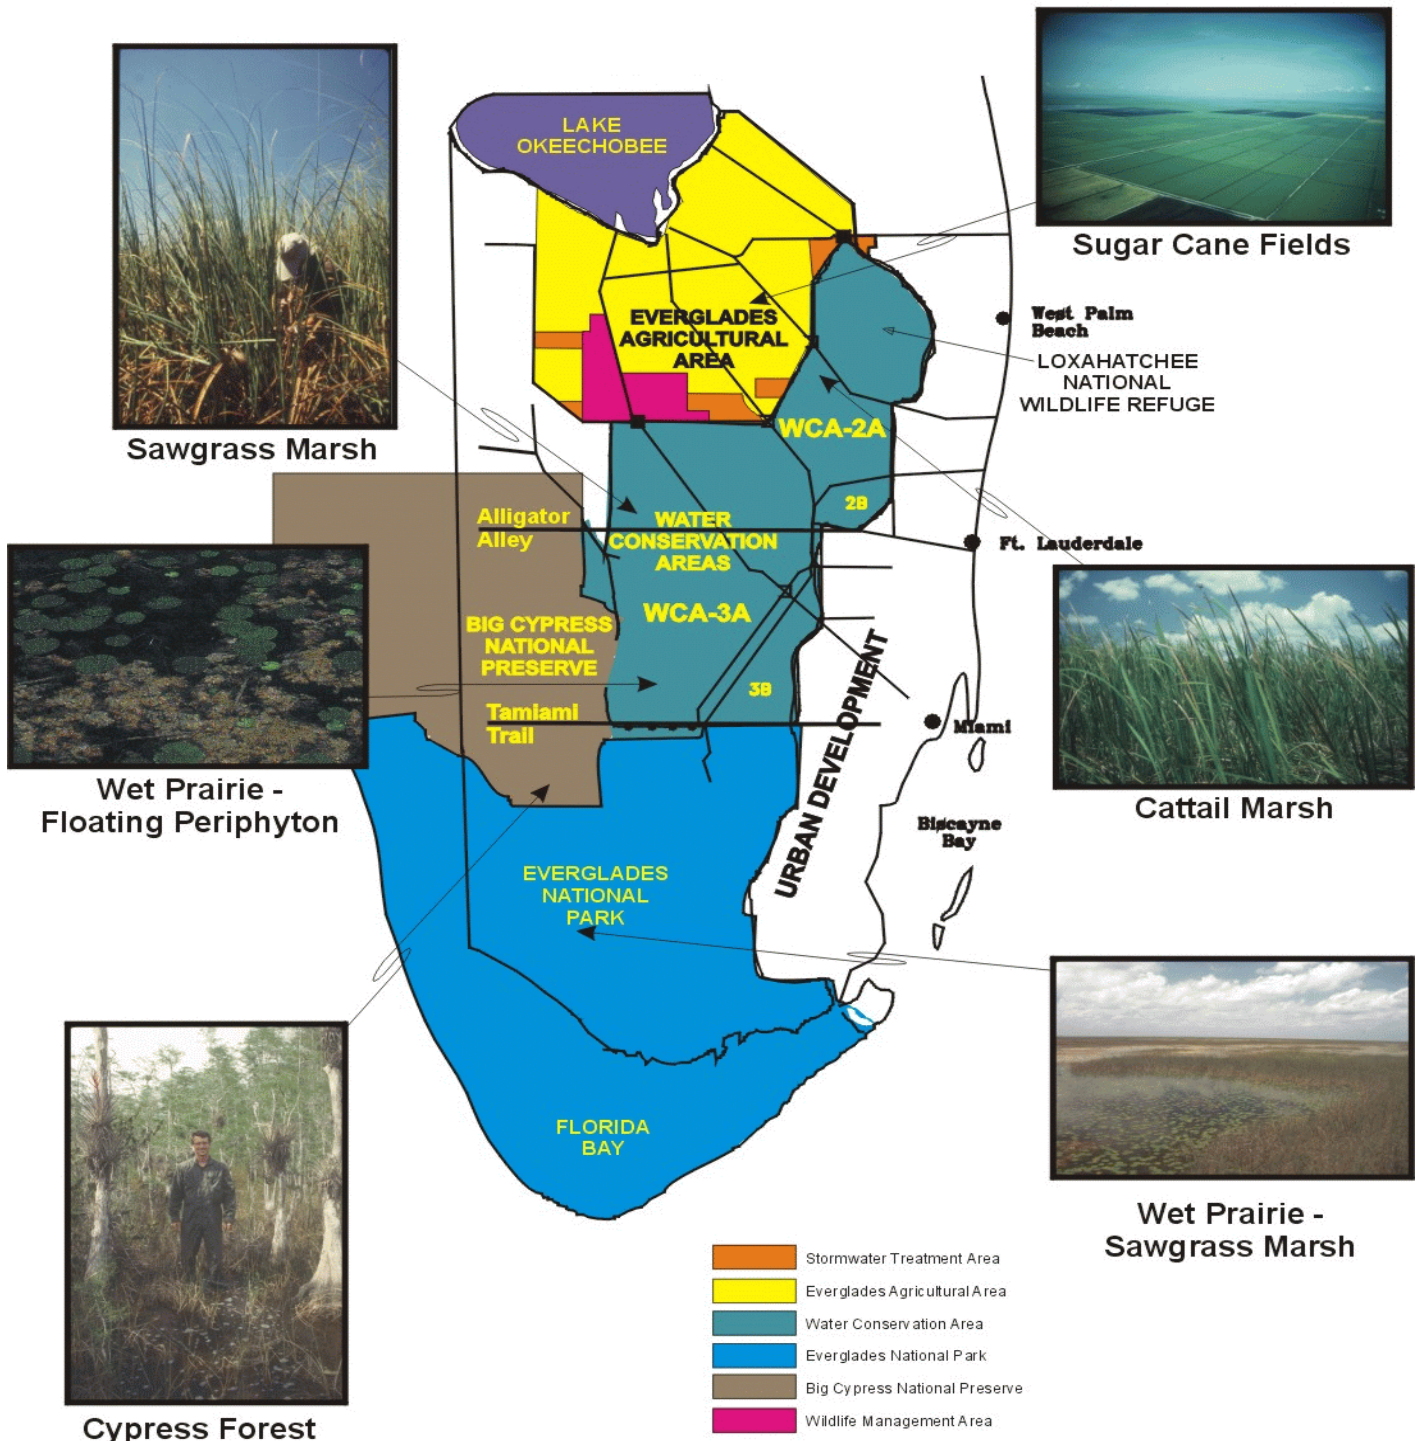 LAKE
OKEECHOBEE
Sugar Cane Fields
EVERGLADES
AGRICULTURAL
AREA
West Palm
Beach
LOXAHATCHEE
NATIONAL
WILDLIFE REFUGE
Sawgrass Marsh
WCA-2A
2B
Alligator
Alley
WATER
CONSERVATION
AREAS
Ft. Lauderdale
WCA-3A
BIG CYPRESS
NATIONAL
PRESERVE
3B
Tamiami
Trail
URBAN DEVELOPMENT
Miami
Wet Prairie -
Floating Periphyton
Cattail Marsh
Biscayne
Bay
EVERGLADES
NATIONAL
PARK
FLORIDA
BAY
Wet Prairie -
Sawgrass Marsh
Cypress Forest
Stormwater Treatment Area
Everglades Agricultural Area
Water Conservation Area
Everglades National Park
Big Cypress National Preserve
Wildlife Management Area